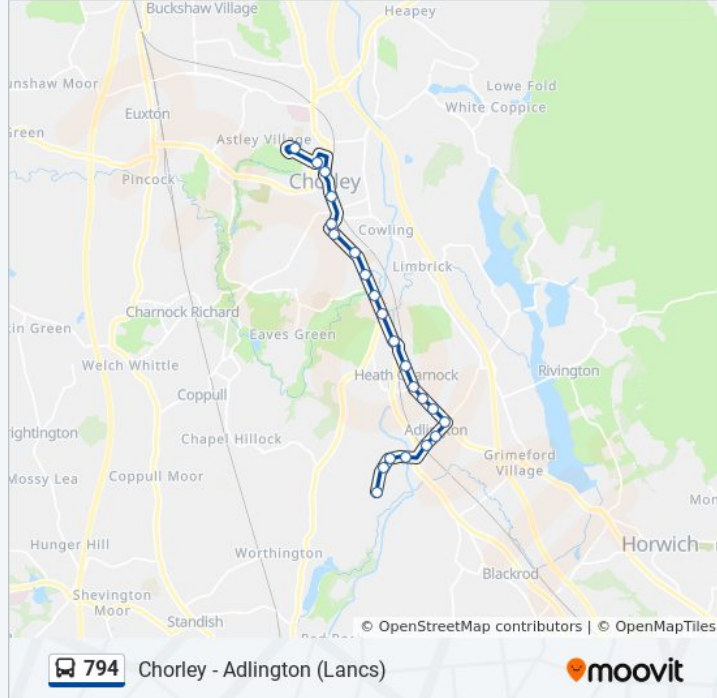 Buckshaw Village
Heapey
unshaw Moor
Lowe Fold
White Coppice
Euxton
Green
Astley Village
Pincock
Chorley
Cowling
Limbrick
Charnock Richard
kin Green
Eaves Green
Welch Whittle
Heath Charnock
Rivington
Coppull
rightington
Chapel Hillock
Adlington
Grimeford
Village
Mossy Lea
Coppull Moor
Mon
Hunger Hill
Worthington
Horwich
Blackrod
Shevington
Moor
Standish
© OpenStreetMap contributors | © OpenMapTiles
794 Chorley - Adlington (Lancs)
moovit